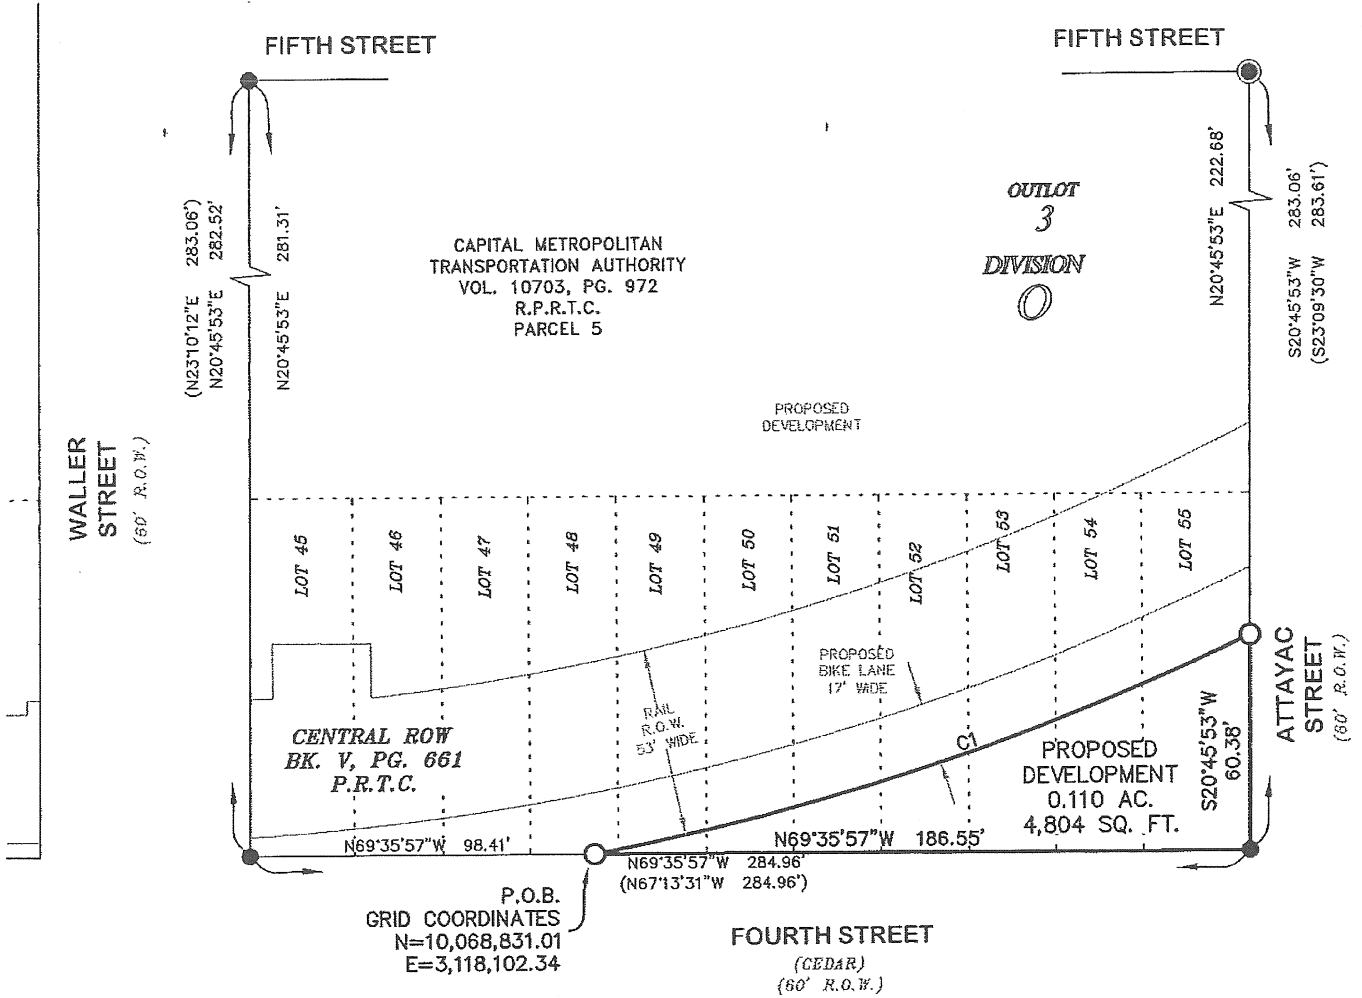 FIFTH STREET
FIFTH STREET
(N23°10'12"E 283.06')
N20°45'53"E 282.52'
N20°45'53"E 281.31'
CAPITAL METROPOLITAN
TRANSPORTATION AUTHORITY
VOL. 10703, PG. 972
R.P.R.T.C.
PARCEL 5
OUTLOT
3
DIVISION
O
N20°45'53"E 222.68'
S20°45'53"W 283.06'
(S23°09'30"W 283.61')
PROPOSED
DEVELOPMENT
WALLER
STREET
(60' R.O.W.)
LOT 45
LOT 46
LOT 47
LOT 48
LOT 49
LOT 50
LOT 51
LOT 52
LOT 53
LOT 54
LOT 55
PROPOSED
BIKE LANE
17' WIDE
RAIL
R.O.W.
53' WIDE
CENTRAL ROW
BK. V, PG. 661
P.R.T.C.
C1
PROPOSED
DEVELOPMENT
0.110 AC.
4,804 SQ. FT.
S20°45'53"W
60.38'
ATTAYAC
STREET
(60' R.O.W.)
N69°35'57"W 98.41'
N69°35'57"W 186.55'
N69°35'57"W 284.96'
(N67°13'31"W 284.96')
P.O.B.
GRID COORDINATES
N=10,068,831.01
E=3,118,102.34
FOURTH STREET
(CEDAR)
(60' R.O.W.)